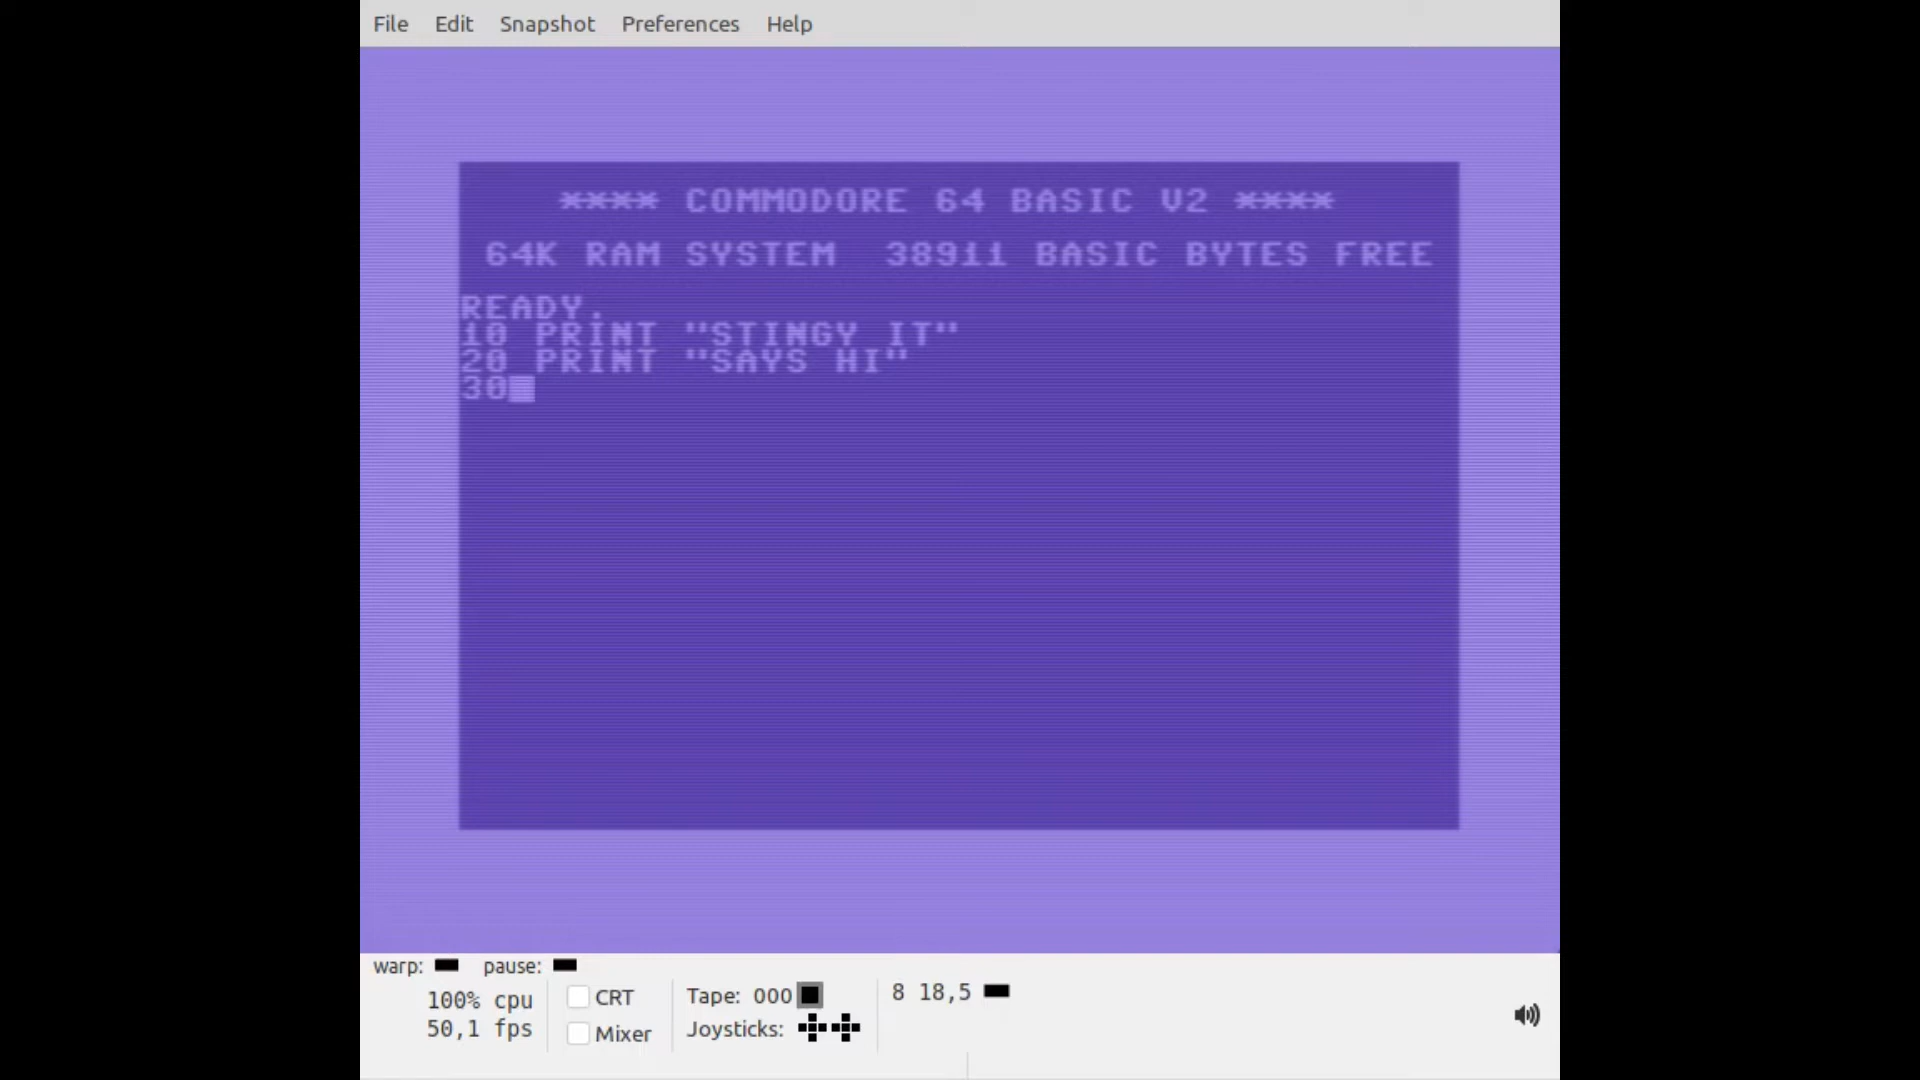 File Edit Snapshot Preferences Help
**** COMMODORE 64 BASIC V2 ****
64K RAM SYSTEM 38911 BASIC BYTES FREE
READY.
10 PRINT "STINGY IT"
20 PRINT "SAYS HI"
30
warp: pause:
100% cpu
50,1 fps
CRT
Mixer
Tape: 000
Joysticks:
8 18,5